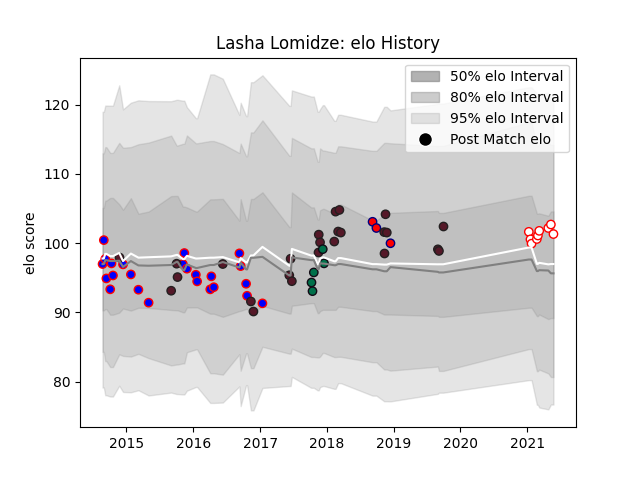 Lasha Lomidze: elo History
50% elo Interval
80% elo Interval
95% elo Interval
Post Match elo
elo score
120
110
100
90
80
2015 2016 2017 2018 2019 2020 2021